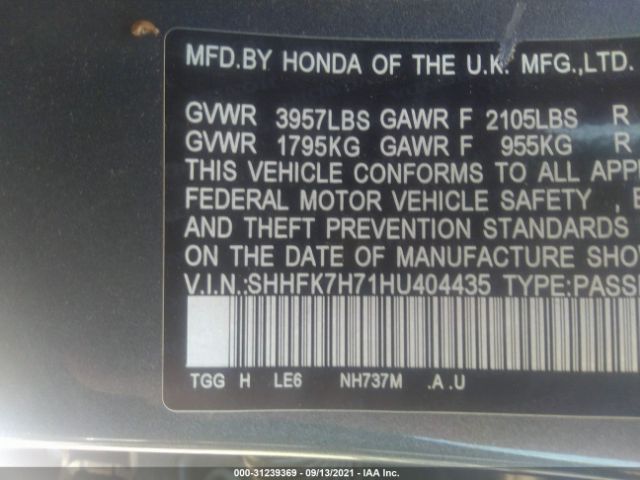 MFD.BY HONDA OF THE U.K. MFG.,LTD.
GVWR 3957LBS GAWR F 2105LBS R
GVWR 1795KG GAWR F 955KG R
THIS VEHICLE CONFORMS TO ALL APPL
FEDERAL MOTOR VEHICLE SAFETY , B
AND THEFT PREVENTION STANDARDS
ON THE DATE OF MANUFACTURE SHO
V.I.N.:SHHFK7H71HU404435 TYPE:PASS
TGG H .LE6 NH737M .A .U
000-31239369 - 09/13/2021 - IAA Inc.